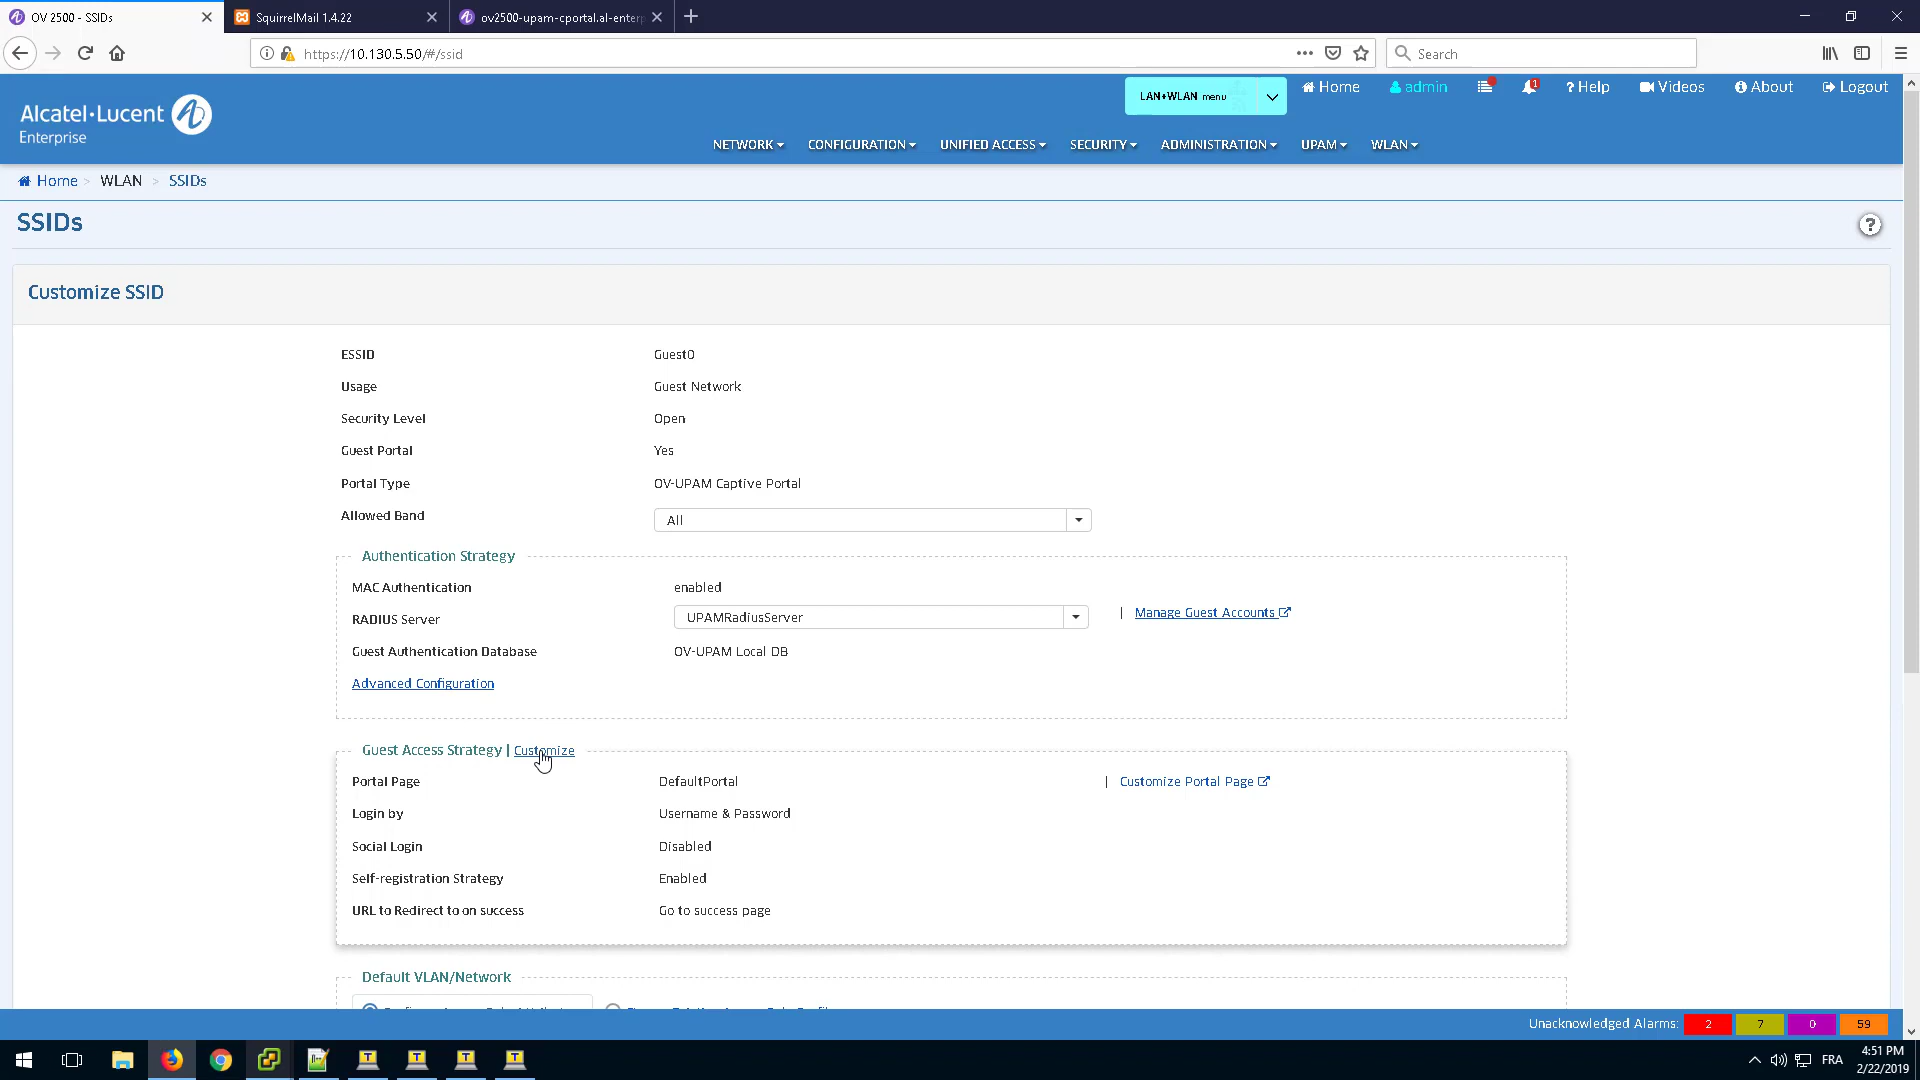 OV 2500 - SSIDs
SquirrelMail 1.4.22
ov2500-upam-cportal.al-enterp
https://10.130.5.50/#/ssid
Search
Alcatel·Lucent
Enterprise
LAN+WLAN menu
Home
admin
1
? Help
Videos
About
Logout
NETWORK
CONFIGURATION
UNIFIED ACCESS
SECURITY
ADMINISTRATION
UPAM
WLAN
Home > WLAN > SSIDs
SSIDs
?
Customize SSID
ESSID Guest0
Usage Guest Network
Security Level Open
Guest Portal Yes
Portal Type OV-UPAM Captive Portal
Allowed Band All
Authentication Strategy
MAC Authentication enabled
RADIUS Server UPAMRadiusServer | Manage Guest Accounts
Guest Authentication Database OV-UPAM Local DB
Advanced Configuration
Guest Access Strategy | Customize
Portal Page DefaultPortal | Customize Portal Page
Login by Username & Password
Social Login Disabled
Self-registration Strategy Enabled
URL to Redirect to on success Go to success page
Default VLAN/Network
Unacknowledged Alarms: 2 7 0 59
FRA
4:51 PM
2/22/2019